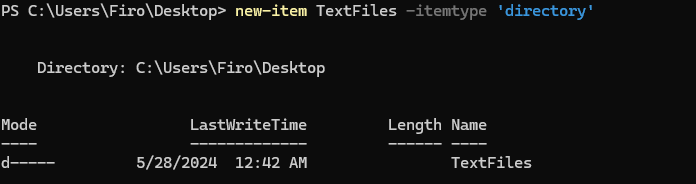 PS C:\Users\Firo\Desktop> new-item TextFiles -itemtype 'directory'
Directory: C:\Users\Firo\Desktop
Mode                 LastWriteTime         Length Name
----                 -------------         ------ ----
d-----         5/28/2024  12:42 AM                TextFiles